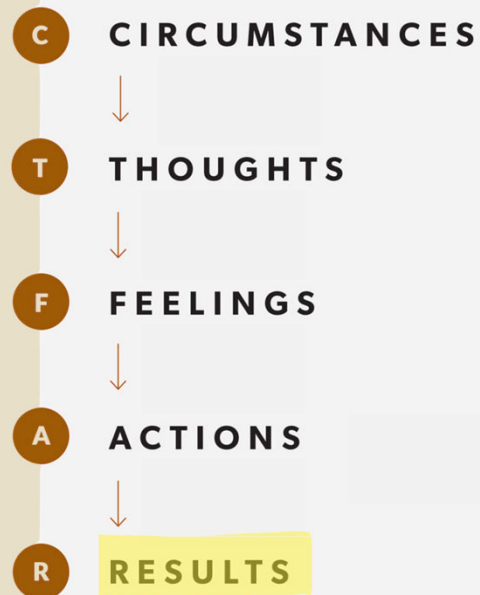 C CIRCUMSTANCES
T THOUGHTS
F FEELINGS
A ACTIONS
R RESULTS